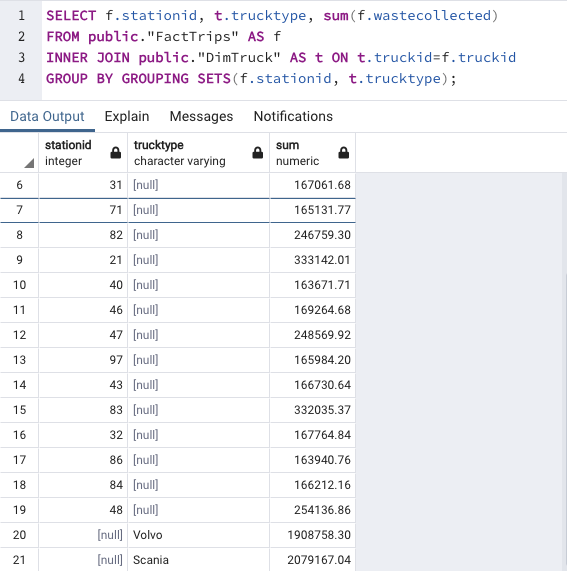 1 SELECT f.stationid, t.trucktype, sum(f.wastecollected)
2 FROM public."FactTrips" AS f
3 INNER JOIN public."DimTruck" AS t ON t.truckid=f.truckid
4 GROUP BY GROUPING SETS(f.stationid, t.trucktype);
Data Output Explain Messages Notifications
stationid trucktype sum
integer character varying numeric
6 31 [null] 167061.68
7 71 [null] 165131.77
8 82 [null] 246759.30
9 21 [null] 333142.01
10 40 [null] 163671.71
11 46 [null] 169264.68
12 47 [null] 248569.92
13 97 [null] 165984.20
14 43 [null] 166730.64
15 83 [null] 332035.37
16 32 [null] 167764.84
17 86 [null] 163940.76
18 84 [null] 166212.16
19 48 [null] 254136.86
20 [null] Volvo 1908758.30
21 [null] Scania 2079167.04